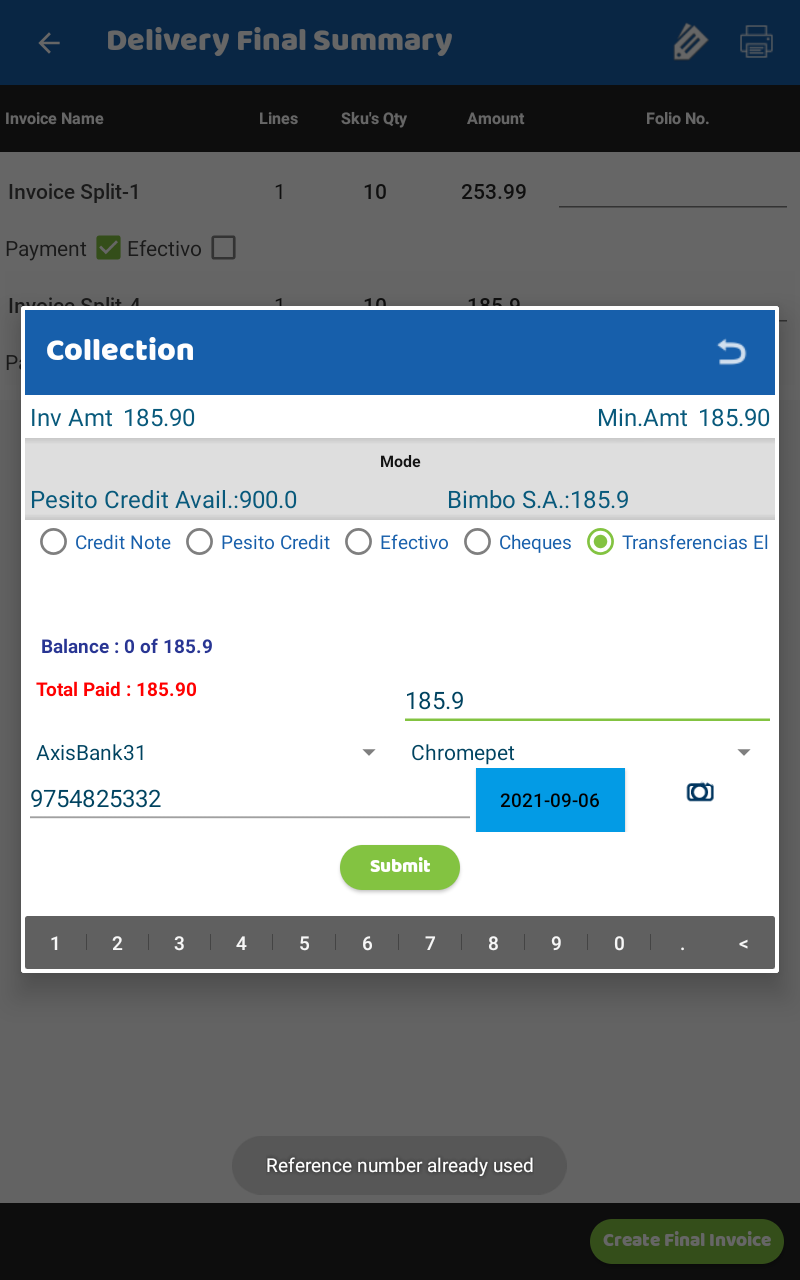 Delivery Final Summary
Invoice Name Lines Sku's Qty Amount Folio No.
Invoice Split-1 1 10 253.99
Payment Efectivo
Invoice Split-4 1 10 185.9
Collection
Inv Amt 185.90 Min.Amt 185.90
Mode
Pesito Credit Avail.:900.0 Bimbo S.A.:185.9
Credit Note Pesito Credit Efectivo Cheques Transferencias El
Balance : 0 of 185.9
Total Paid : 185.90
185.9
AxisBank31 Chromepet
9754825332 2021-09-06
Submit
1 2 3 4 5 6 7 8 9 0 . <
Reference number already used
Create Final Invoice